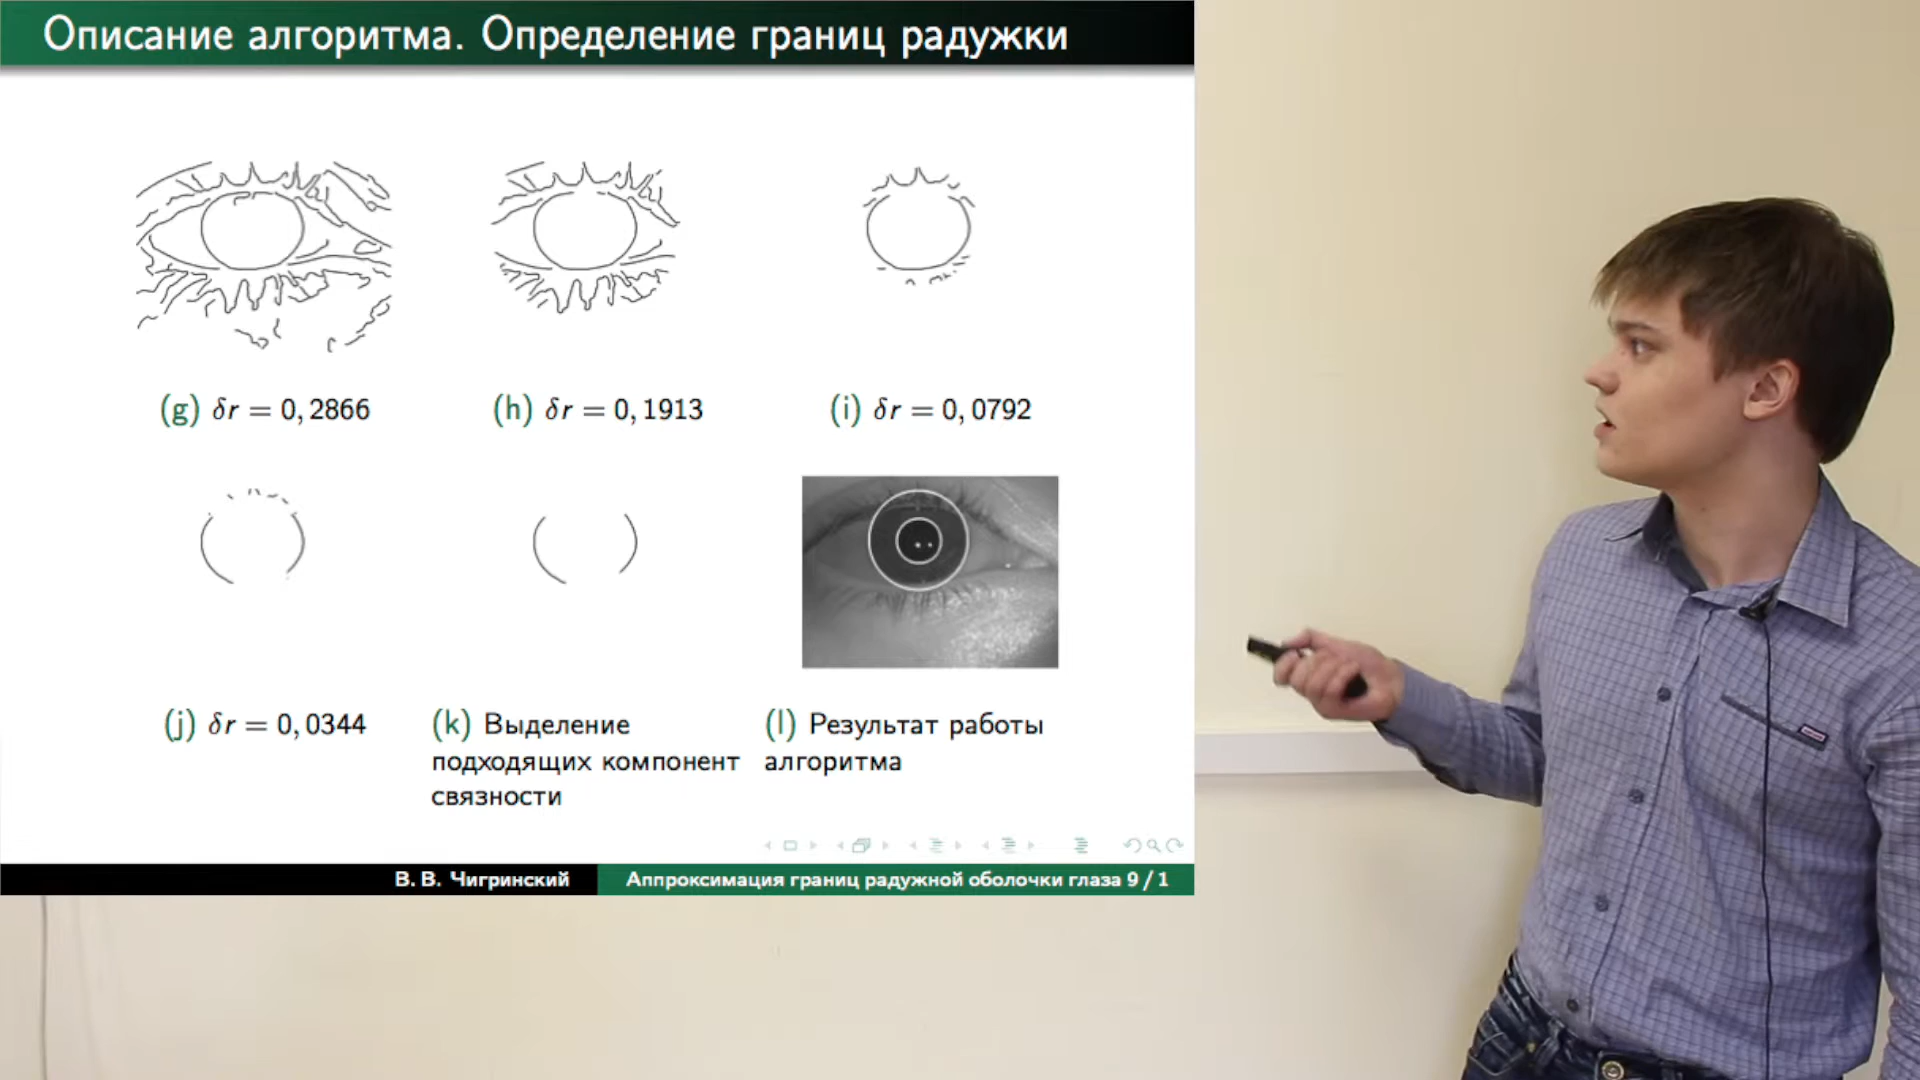 Описание алгоритма. Определение границ радужки
(g) δr = 0, 2866
(h) δr = 0, 1913
(i) δr = 0, 0792
(j) δr = 0, 0344
(k) Выделение
подходящих компонент
связности
(l) Результат работы
алгоритма
В. В. Чигринский
Аппроксимация границ радужной оболочки глаза 9 / 1